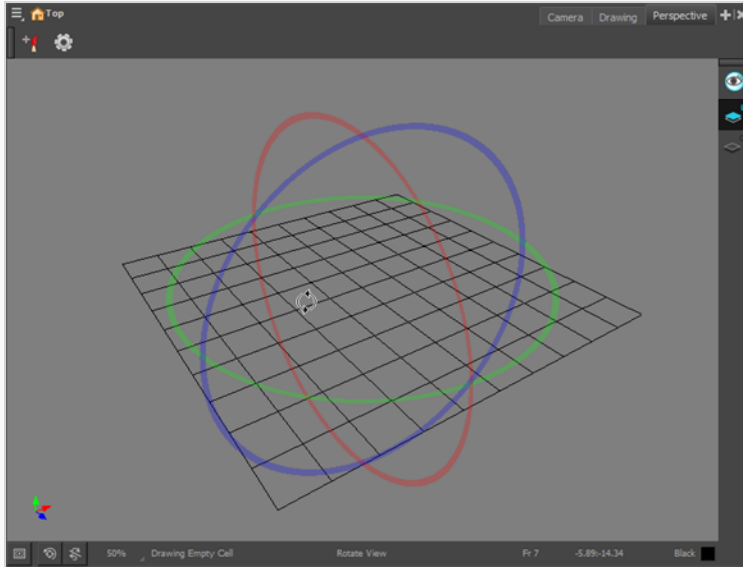 Top
Camera Drawing Perspective
50% Drawing Empty Cell Rotate View Fr 7 -5.89:-14.34 Black